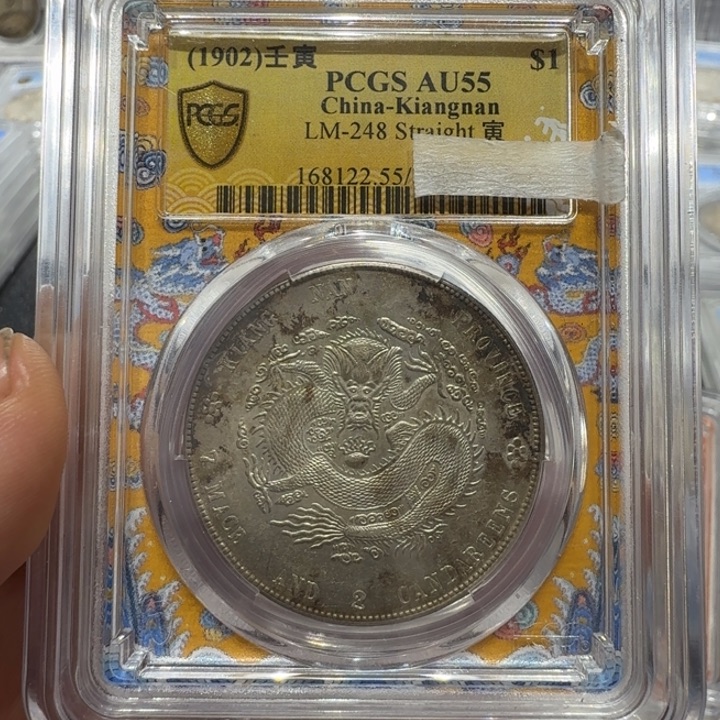 (1902)壬寅 $1
PCGS AU55
China-Kiangnan
LM-248 Straight 寅
168122.55/
PCGS
KIANG NAN PROVINCE
7 MACE AND 2 CANDAREENS